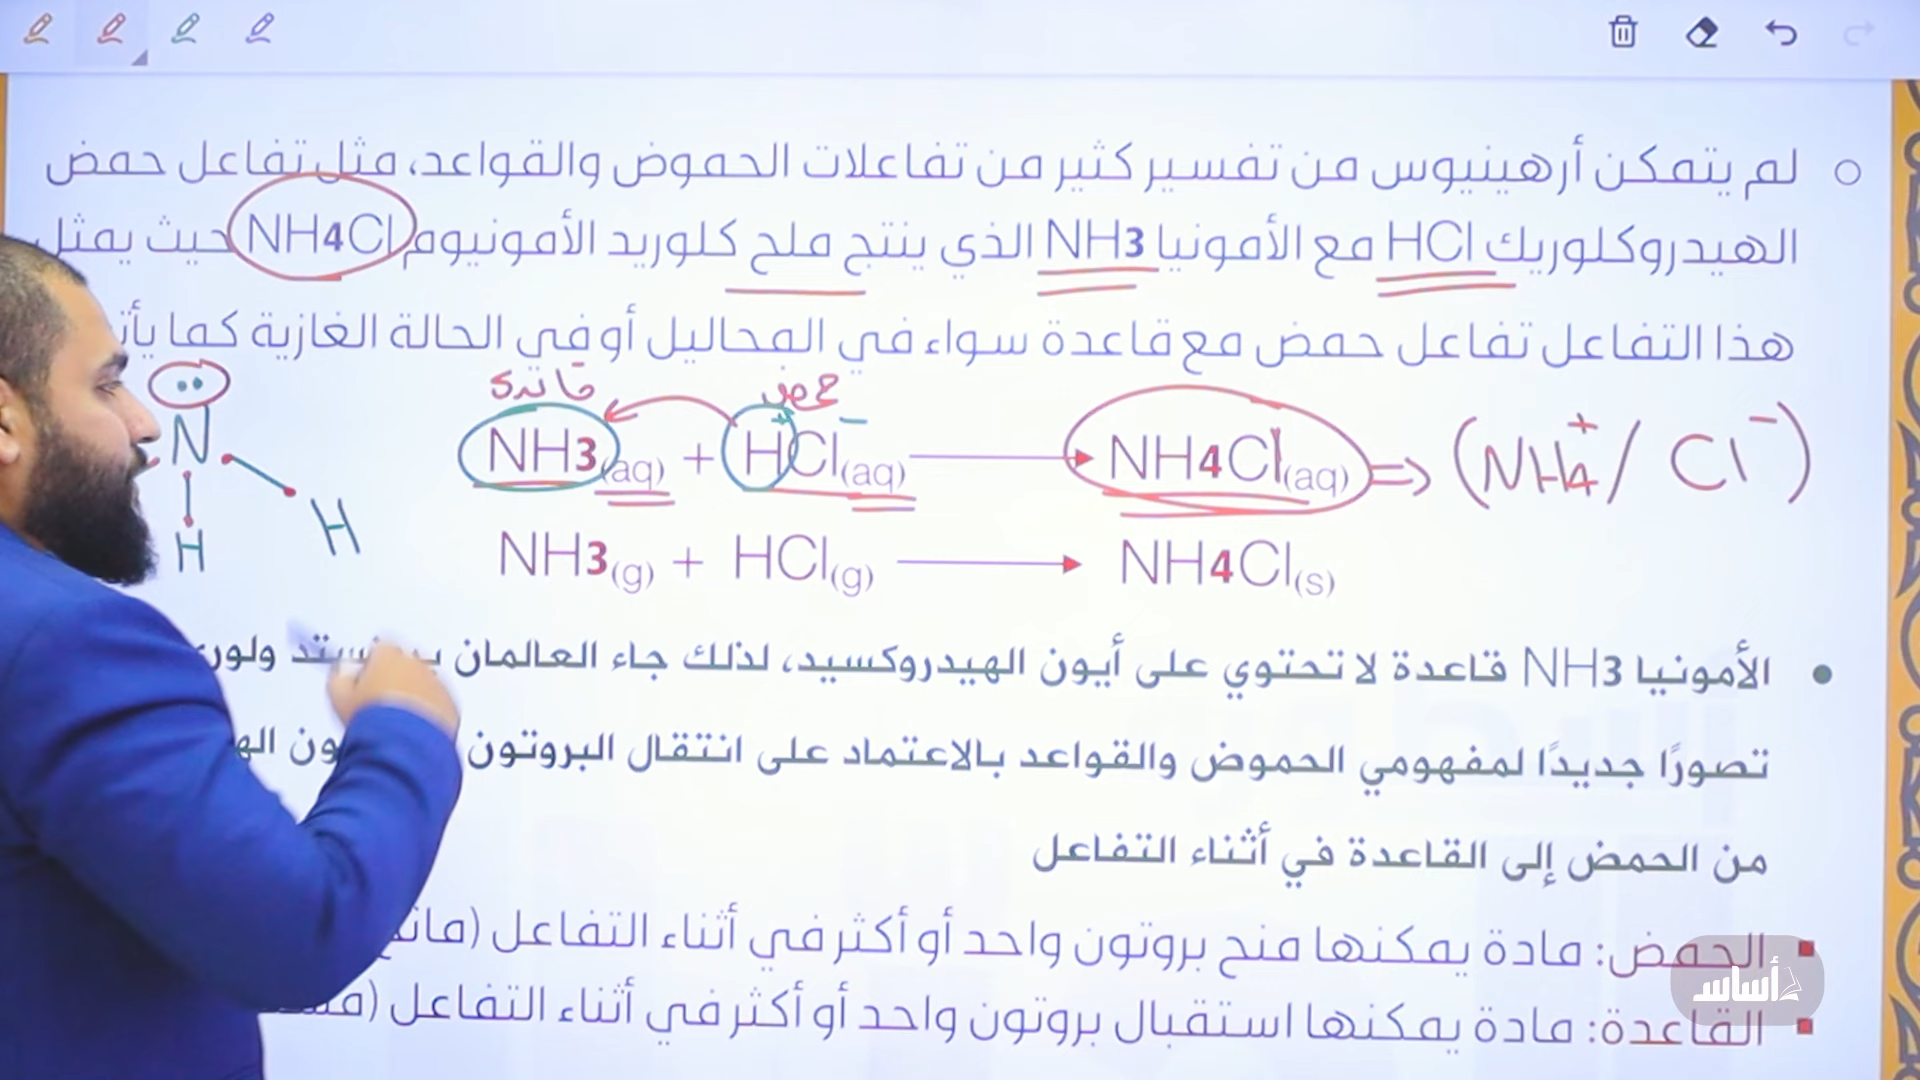 لم يتمكن أرهينيوس من تفسير كثير من تفاعلات الحموض والقواعد، مثل تفاعل حمض
الهيدروكلوريك HCl مع الأمونيا NH3 الذي ينتج ملح كلوريد الأمونيوم NH4Cl حيث يمثل
هذا التفاعل تفاعل حمض مع قاعدة سواء في المحاليل أو في الحالة الغازية كما
قاعدة حمض
NH3(aq) + HCl(aq) → NH4Cl(aq) ⇒ (NH4+ / Cl-)
N
H
H
NH3(g) + HCl(g) → NH4Cl(s)
الأمونيا NH3 قاعدة لا تحتوي على أيون الهيدروكسيد، لذلك جاء العالمان
تصورًا جديدًا لمفهومي الحموض والقواعد بالاعتماد على انتقال البروتون
من الحمض إلى القاعدة في أثناء التفاعل
الحمض: مادة يمكنها منح بروتون واحد أو أكثر في أثناء التفاعل
القاعدة: مادة يمكنها استقبال بروتون واحد أو أكثر في أثناء التفاعل
أساس